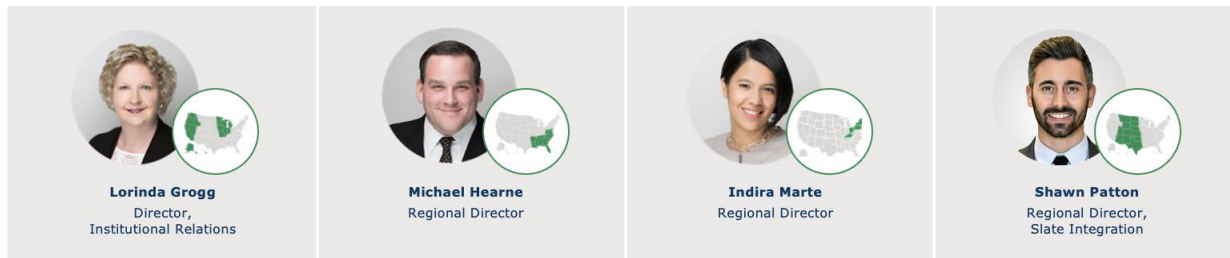 Lorinda Grogg
Director,
Institutional Relations
Michael Hearne
Regional Director
Indira Marte
Regional Director
Shawn Patton
Regional Director,
Slate Integration